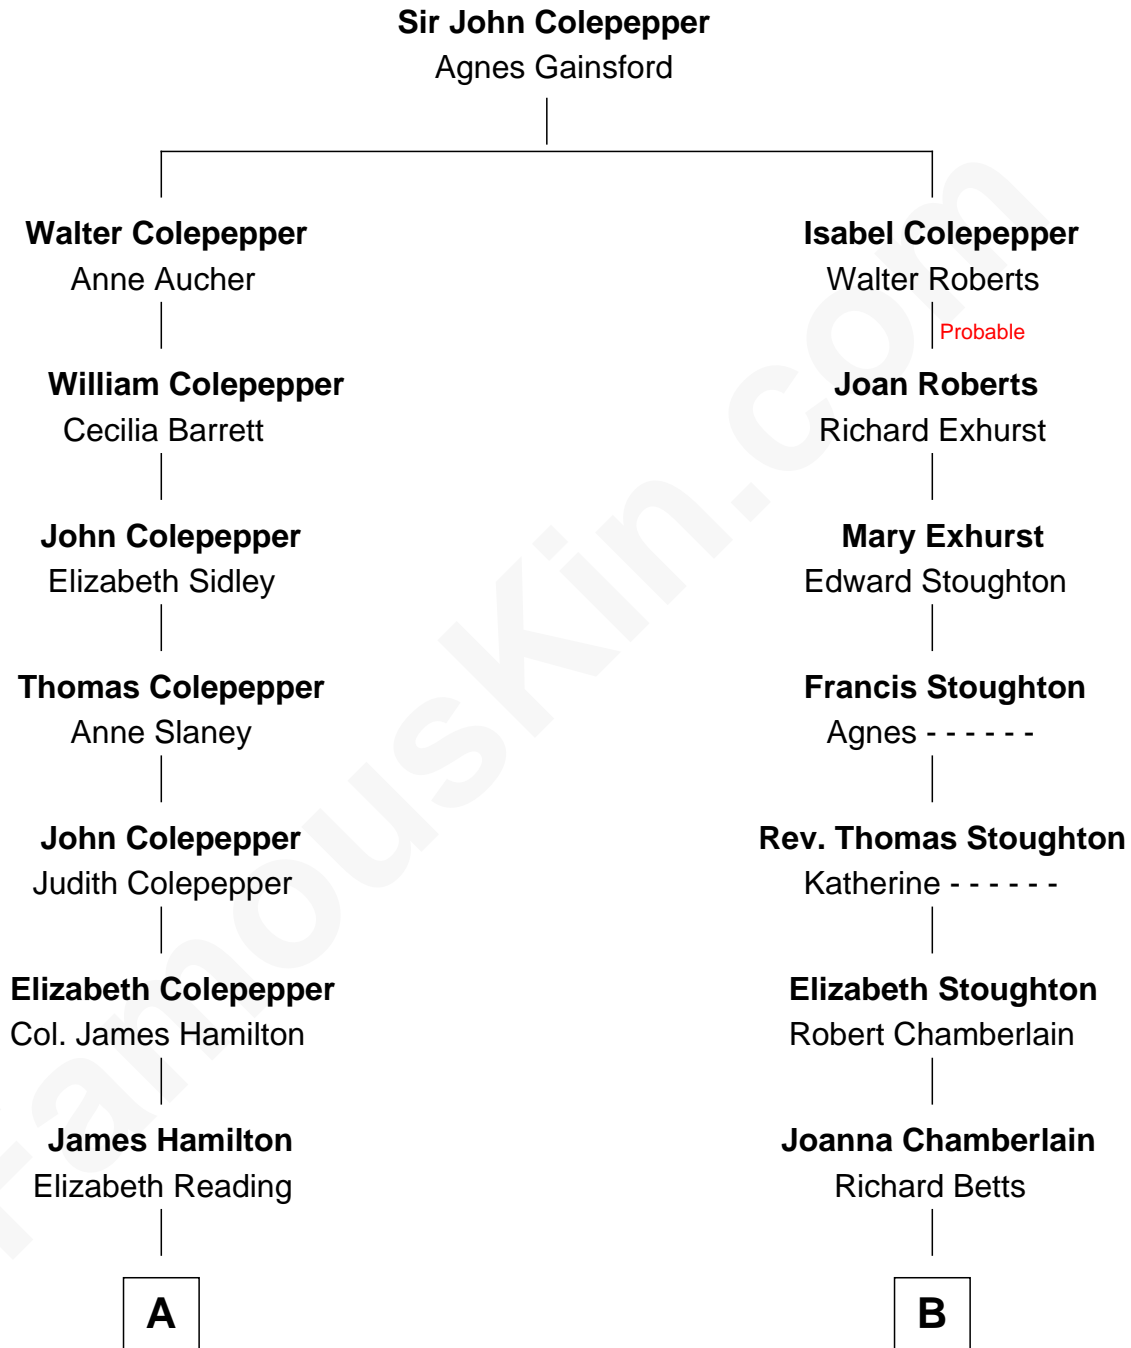 Sir John Colepepper
Agnes Gainsford
Walter Colepepper
Anne Aucher
William Colepepper
Cecilia Barrett
John Colepepper
Elizabeth Sidley
Thomas Colepepper
Anne Slaney
John Colepepper
Judith Colepepper
Elizabeth Colepepper
Col. James Hamilton
James Hamilton
Elizabeth Reading
A
Isabel Colepepper
Walter Roberts
Probable
Joan Roberts
Richard Exhurst
Mary Exhurst
Edward Stoughton
Francis Stoughton
Agnes - - - - - -
Rev. Thomas Stoughton
Katherine - - - - - -
Elizabeth Stoughton
Robert Chamberlain
Joanna Chamberlain
Richard Betts
B
FamousKin.com